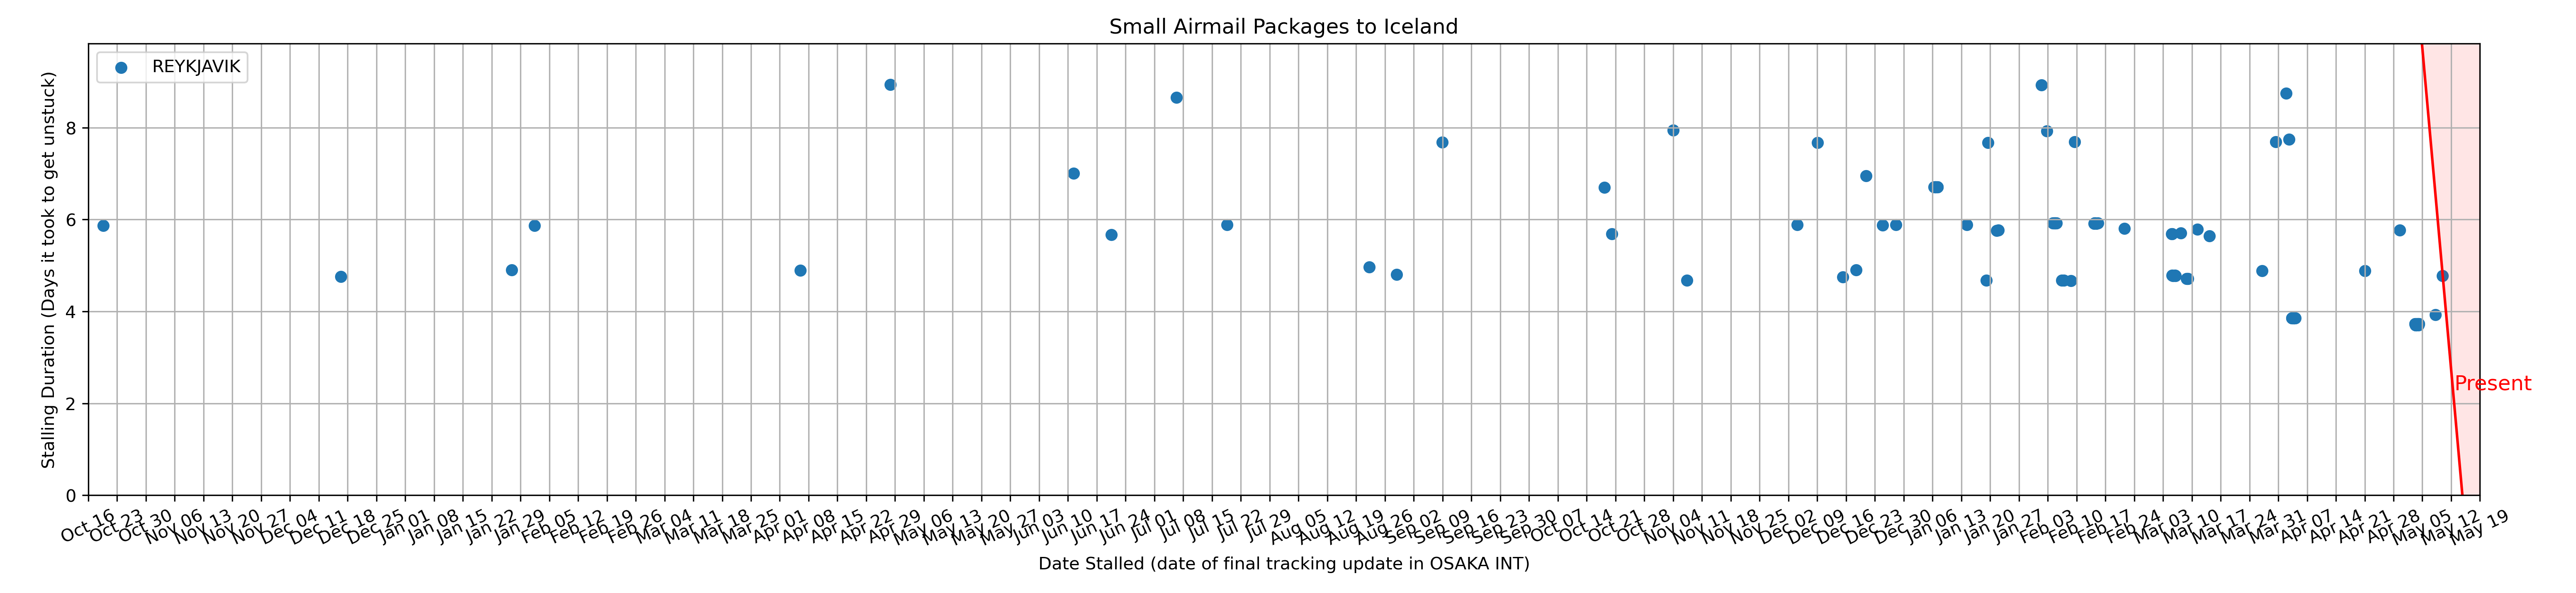 Small Airmail Packages to Iceland
REYKJAVIK
Stalling Duration (Days it took to get unstuck)
8
6
4
2
0
Present
Oct 16
Oct 23
Oct 30
Nov 06
Nov 13
Nov 20
Nov 27
Dec 04
Dec 11
Dec 18
Dec 25
Jan 01
Jan 08
Jan 15
Jan 22
Jan 29
Feb 05
Feb 12
Feb 19
Feb 26
Mar 04
Mar 11
Mar 18
Mar 25
Apr 01
Apr 08
Apr 15
Apr 22
Apr 29
May 06
May 13
May 20
May 27
Jun 03
Jun 10
Jun 17
Jun 24
Jul 01
Jul 08
Jul 15
Jul 22
Jul 29
Aug 05
Aug 12
Aug 19
Aug 26
Sep 02
Sep 09
Sep 16
Sep 23
Sep 30
Oct 07
Oct 14
Oct 21
Oct 28
Nov 04
Nov 11
Nov 18
Nov 25
Dec 02
Dec 09
Dec 16
Dec 23
Dec 30
Jan 06
Jan 13
Jan 20
Jan 27
Feb 03
Feb 10
Feb 17
Feb 24
Mar 03
Mar 10
Mar 17
Mar 24
Mar 31
Apr 07
Apr 14
Apr 21
Apr 28
May 05
May 12
May 19
Date Stalled (date of final tracking update in OSAKA INT)